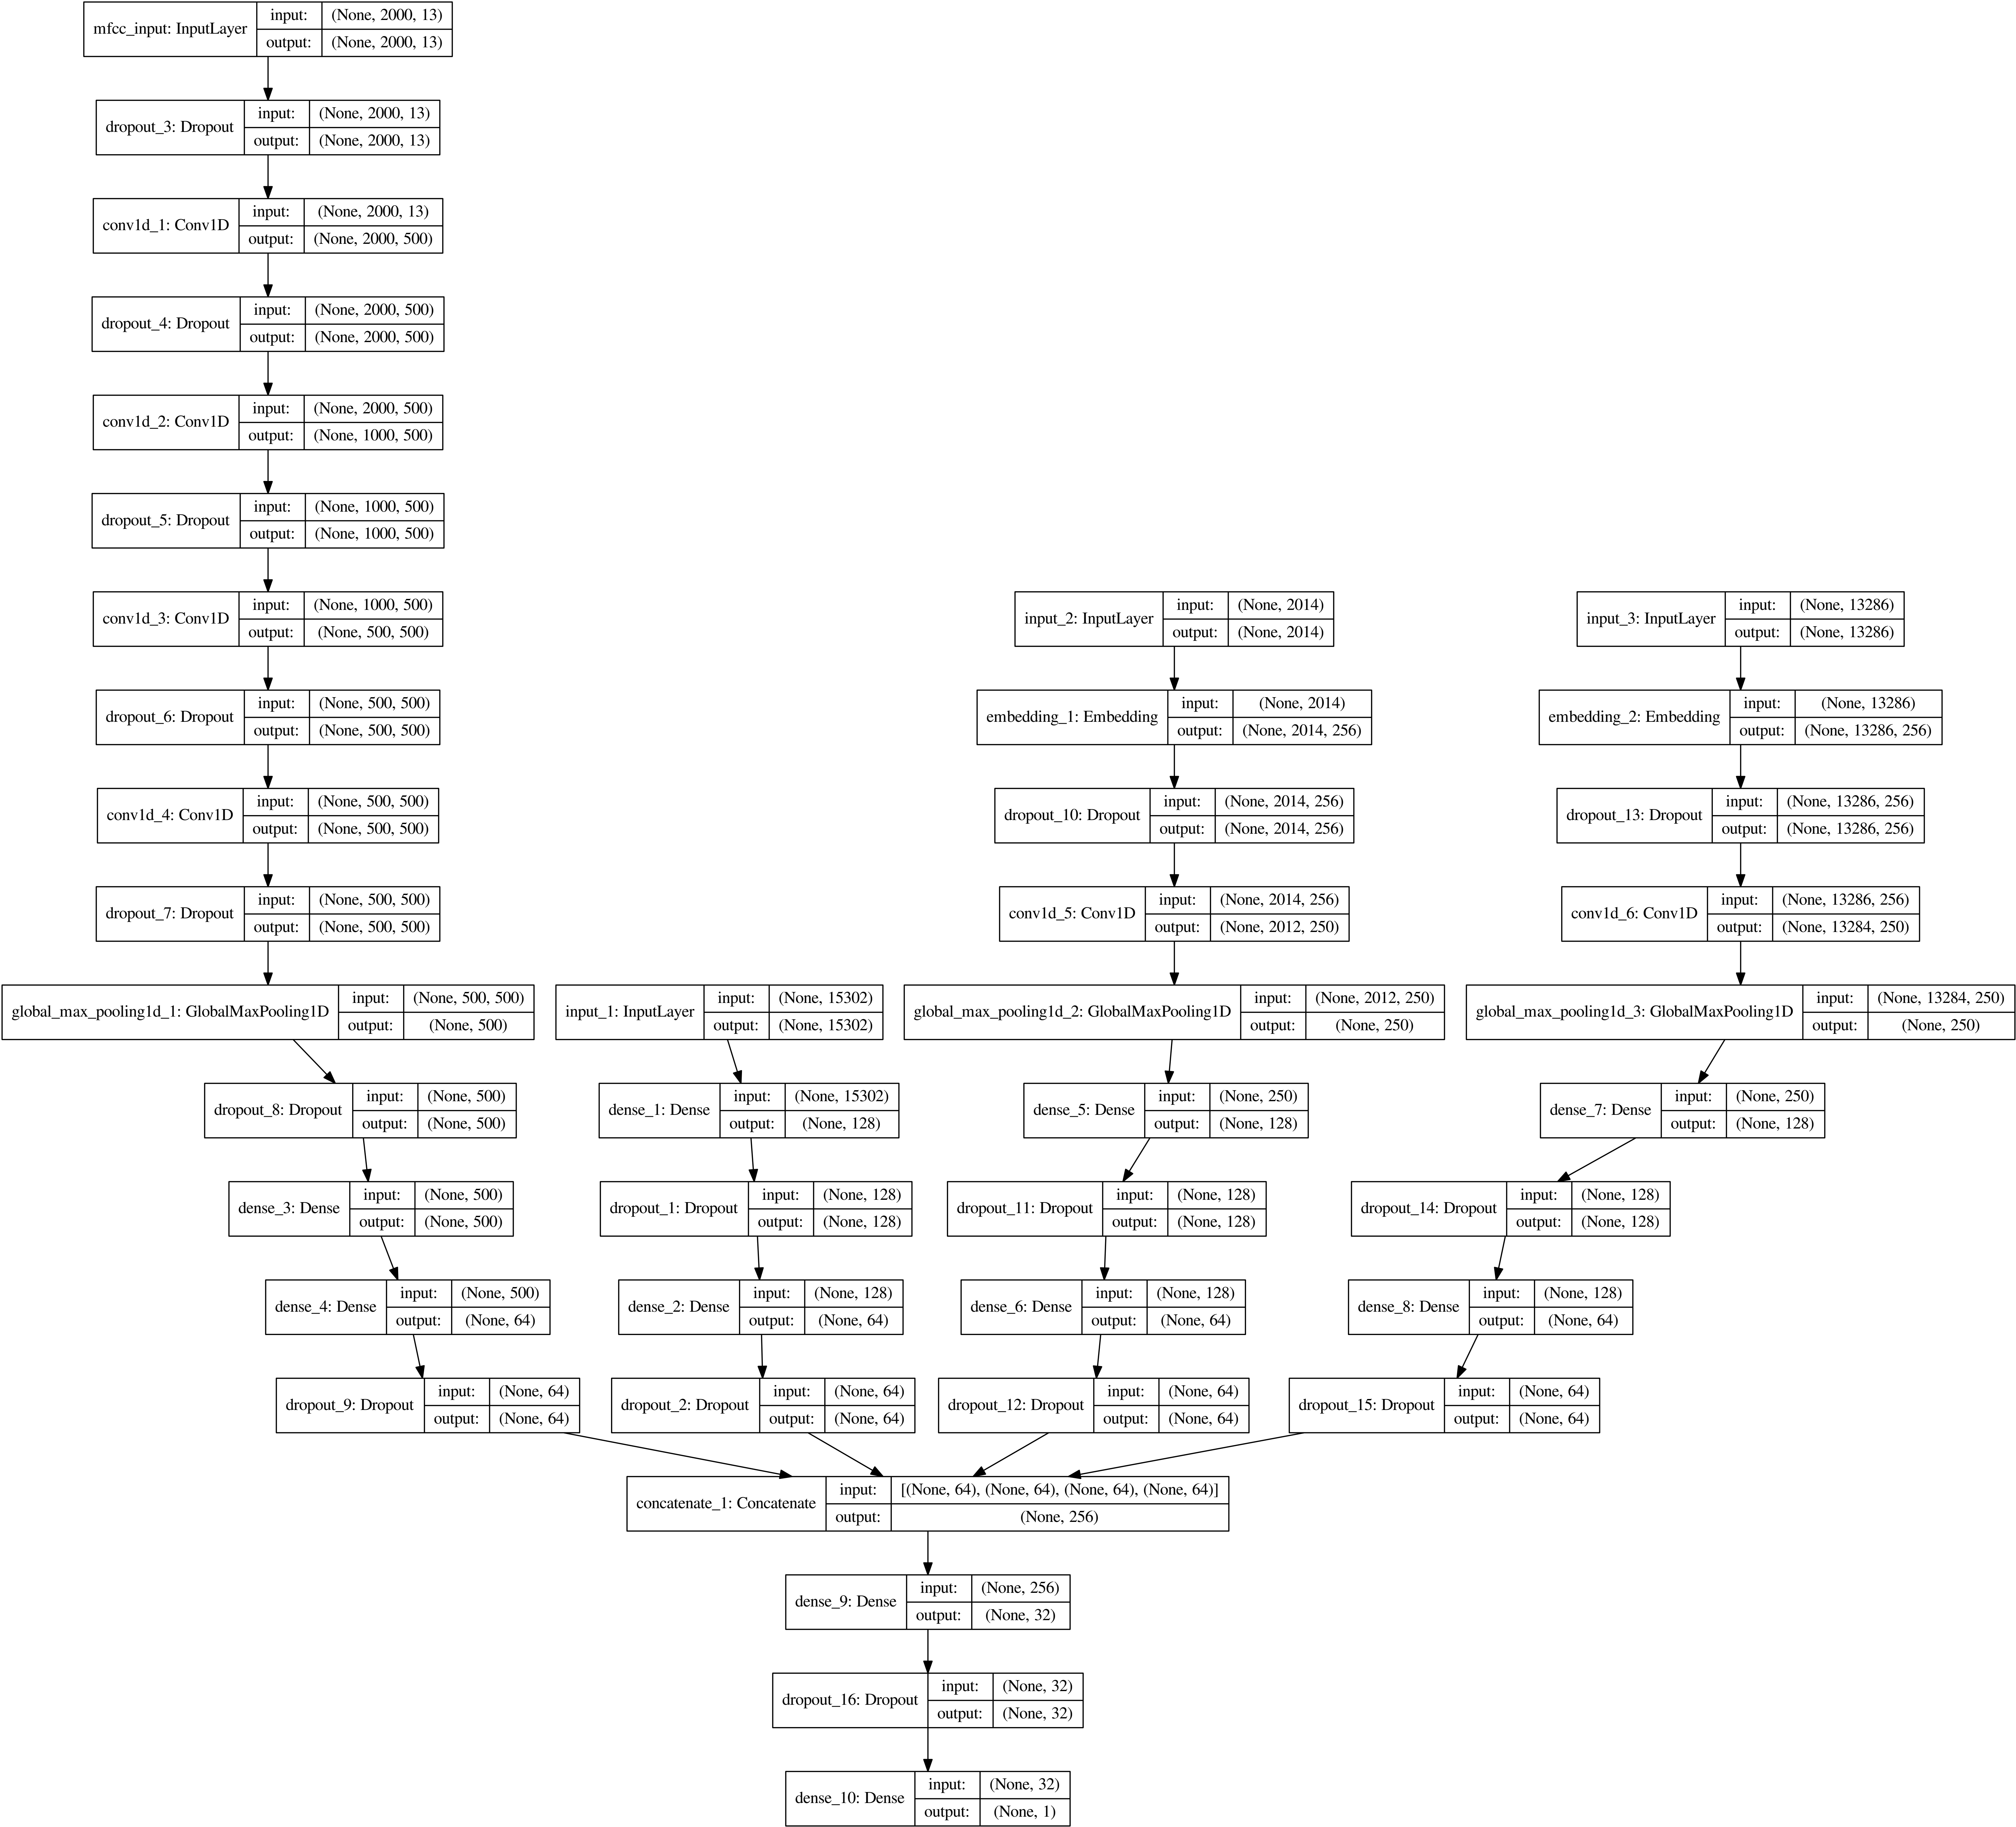 mfcc_input: InputLayer
input: (None, 2000, 13)
output: (None, 2000, 13)
dropout_3: Dropout
input: (None, 2000, 13)
output: (None, 2000, 13)
conv1d_1: Conv1D
input: (None, 2000, 13)
output: (None, 2000, 500)
dropout_4: Dropout
input: (None, 2000, 500)
output: (None, 2000, 500)
conv1d_2: Conv1D
input: (None, 2000, 500)
output: (None, 1000, 500)
dropout_5: Dropout
input: (None, 1000, 500)
output: (None, 1000, 500)
conv1d_3: Conv1D
input: (None, 1000, 500)
output: (None, 500, 500)
input_2: InputLayer
input: (None, 2014)
output: (None, 2014)
input_3: InputLayer
input: (None, 13286)
output: (None, 13286)
dropout_6: Dropout
input: (None, 500, 500)
output: (None, 500, 500)
embedding_1: Embedding
input: (None, 2014)
output: (None, 2014, 256)
embedding_2: Embedding
input: (None, 13286)
output: (None, 13286, 256)
conv1d_4: Conv1D
input: (None, 500, 500)
output: (None, 500, 500)
dropout_10: Dropout
input: (None, 2014, 256)
output: (None, 2014, 256)
dropout_13: Dropout
input: (None, 13286, 256)
output: (None, 13286, 256)
dropout_7: Dropout
input: (None, 500, 500)
output: (None, 500, 500)
conv1d_5: Conv1D
input: (None, 2014, 256)
output: (None, 2012, 250)
conv1d_6: Conv1D
input: (None, 13286, 256)
output: (None, 13284, 250)
global_max_pooling1d_1: GlobalMaxPooling1D
input: (None, 500, 500)
output: (None, 500)
input_1: InputLayer
input: (None, 15302)
output: (None, 15302)
global_max_pooling1d_2: GlobalMaxPooling1D
input: (None, 2012, 250)
output: (None, 250)
global_max_pooling1d_3: GlobalMaxPooling1D
input: (None, 13284, 250)
output: (None, 250)
dropout_8: Dropout
input: (None, 500)
output: (None, 500)
dense_1: Dense
input: (None, 15302)
output: (None, 128)
dense_5: Dense
input: (None, 250)
output: (None, 128)
dense_7: Dense
input: (None, 250)
output: (None, 128)
dense_3: Dense
input: (None, 500)
output: (None, 500)
dropout_1: Dropout
input: (None, 128)
output: (None, 128)
dropout_11: Dropout
input: (None, 128)
output: (None, 128)
dropout_14: Dropout
input: (None, 128)
output: (None, 128)
dense_4: Dense
input: (None, 500)
output: (None, 64)
dense_2: Dense
input: (None, 128)
output: (None, 64)
dense_6: Dense
input: (None, 128)
output: (None, 64)
dense_8: Dense
input: (None, 128)
output: (None, 64)
dropout_9: Dropout
input: (None, 64)
output: (None, 64)
dropout_2: Dropout
input: (None, 64)
output: (None, 64)
dropout_12: Dropout
input: (None, 64)
output: (None, 64)
dropout_15: Dropout
input: (None, 64)
output: (None, 64)
concatenate_1: Concatenate
input: [(None, 64), (None, 64), (None, 64), (None, 64)]
output: (None, 256)
dense_9: Dense
input: (None, 256)
output: (None, 32)
dropout_16: Dropout
input: (None, 32)
output: (None, 32)
dense_10: Dense
input: (None, 32)
output: (None, 1)